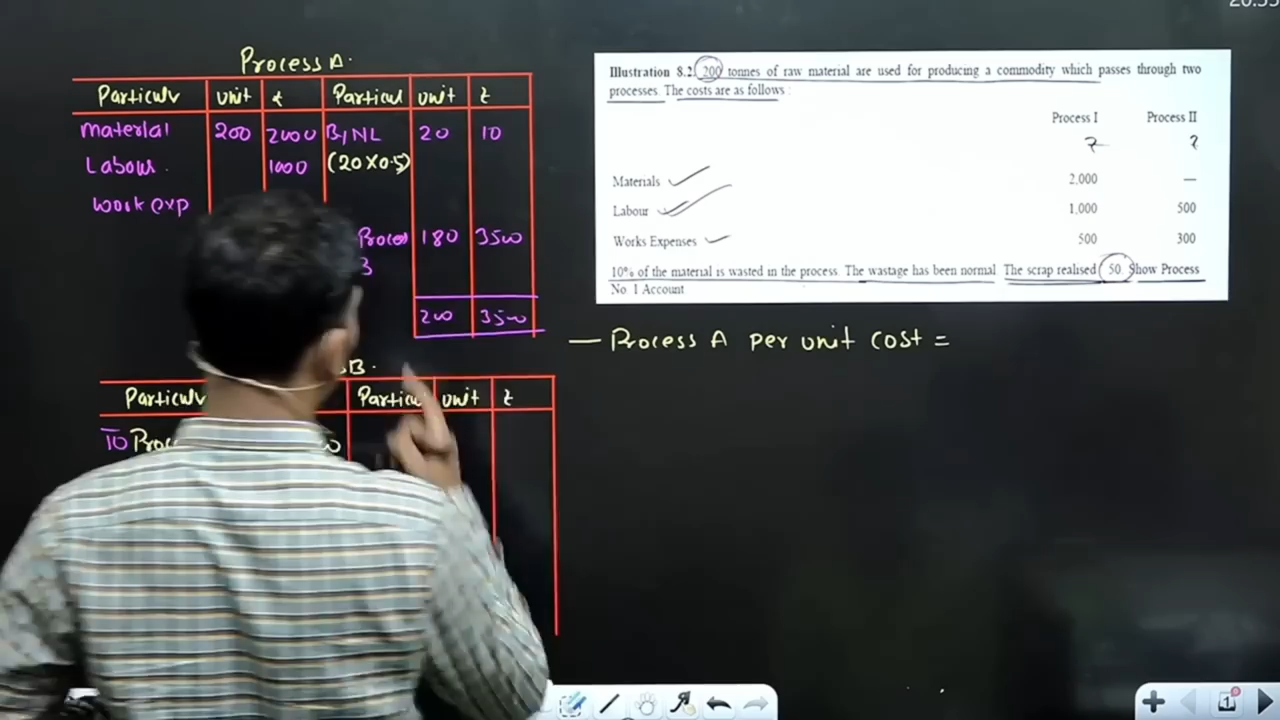 20:55
Process A.
Particulr unit ₹ Particul unit ₹
Material 200 2000 By NL 20 10
Labour. 1000 (20×0.5)
work exp
Proces 180 3500
B
200 3500
B.
Particul unit ₹
To
Illustration 8.2. 200 tonnes of raw material are used for producing a commodity which passes through two
processes. The costs are as follows :
Process I Process II
₹ ₹
Materials 2,000 —
Labour 1,000 500
Works Expenses 500 300
10% of the material is wasted in the process. The wastage has been normal. The scrap realised 50. Show Process
No 1 Account
— Process A per unit cost =
1